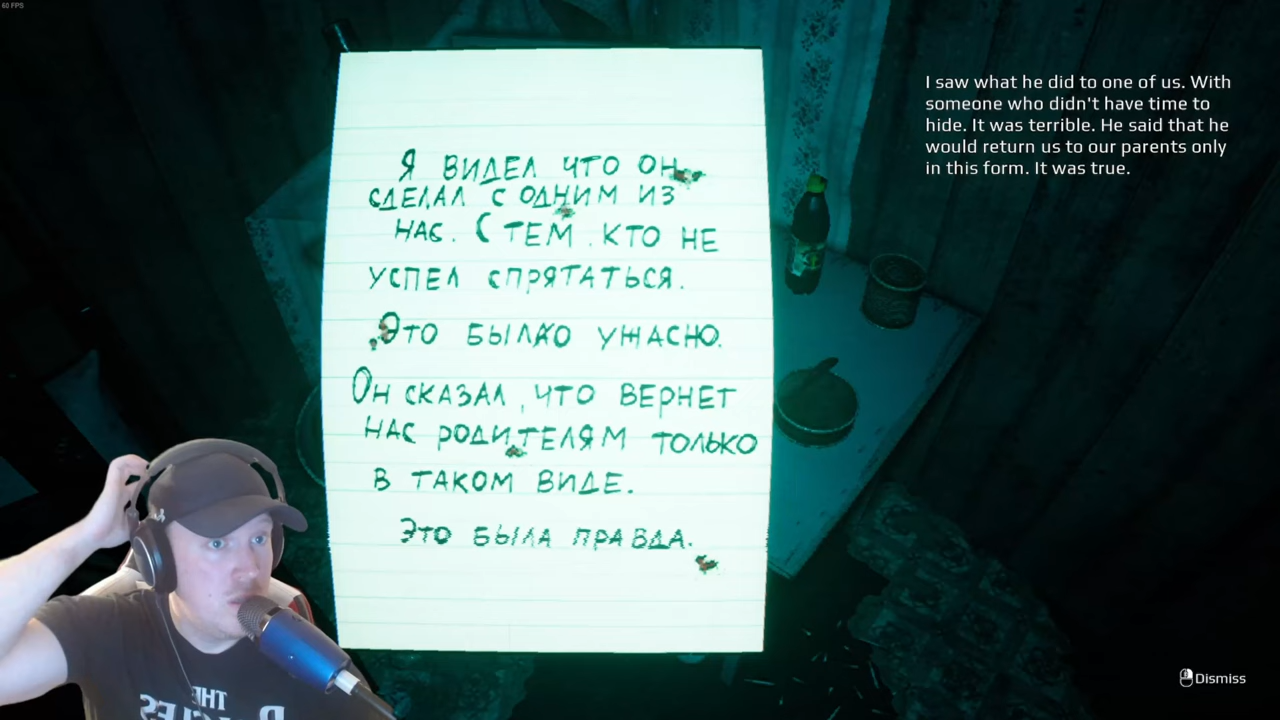 60 FPS
Я ВИДЕЛ ЧТО ОН
СДЕЛАЛ С ОДНИМ ИЗ
НАС. С ТЕМ. КТО НЕ
УСПЕЛ СПРЯТАТЬСЯ.
ЭТО БЫЛО УЖАСНО.
ОН СКАЗАЛ, ЧТО ВЕРНЕТ
НАС РОДИТЕЛЯМ ТОЛЬКО
В ТАКОМ ВИДЕ.
ЭТО БЫЛА ПРАВДА.
I saw what he did to one of us. With
someone who didn't have time to
hide. It was terrible. He said that he
would return us to our parents only
in this form. It was true.
Dismiss
THE